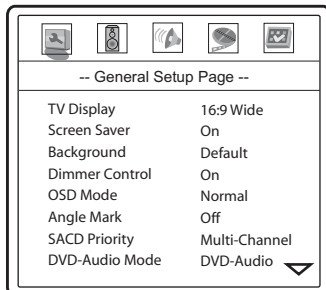 -- General Setup Page --
TV Display 16:9 Wide
Screen Saver On
Background Default
Dimmer Control On
OSD Mode Normal
Angle Mark Off
SACD Priority Multi-Channel
DVD-Audio Mode DVD-Audio